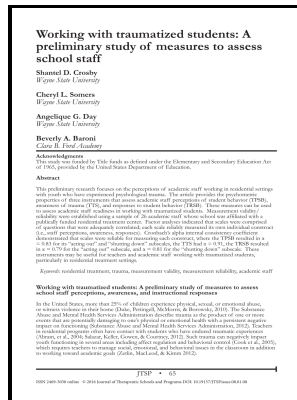 Working with traumatized students: A
preliminary study of measures to assess
school staff
Shantel D. Crosby
Wayne State University
Cheryl L. Somers
Wayne State University
Angelique G. Day
Wayne State University
Beverly A. Baroni
Clara B. Ford Academy
Acknowledgments
This study was funded by Title funds as defined under the Elementary and Secondary Education Act
of 1965, provided by the United States Department of Education.
Abstract
This preliminary research focuses on the perceptions of academic staff working in residential settings
with youth who have experienced psychological trauma. The article provides the psychometric
properties of three instruments that assess academic staff perceptions of student behavior (TPSB),
awareness of trauma (TTS), and responses to student behavior (TRSB). These measures can be used
to assess academic staff readiness in working with traumatized students. Measurement validity/
reliability were established using a sample of 26 academic staff whose school was affiliated with a
publically funded residential treatment center. Factor analyses indicated that scales were comprised
of questions that were adequately correlated, each scale reliably measured its own individual construct
(i.e., staff perceptions, awareness, responses). Cronbach's alpha internal consistency coefficient
demonstrated that scales were reliable for measuring each construct, where the TPSB resulted in α
= 0.83 for its "acting out" and "shutting down" subscales, the TTS had α = 0.91, the TRSB resulted
in α = 0.79 for the "acting out" subscale, and α = 0.81 for the "shutting down" subscale. These
instruments may be useful for teachers and academic staff working with traumatized students,
particularly in residential settings.
Keywords: residential treatment, trauma, measurement validity, measurement reliability, academic staff
Working with traumatized students: A preliminary study of measures to assess
school staff perceptions, awareness, and instructional responses
In the United States, more than 25% of children experience physical, sexual, or emotional abuse,
or witness violence in their home (Duke, Pettingell, McMorris, & Borowsky, 2010). The Substance
Abuse and Mental Health Services Administration describe trauma as the product of one or more
events that are potentially damaging to one's physical or emotional health with a persistent negative
impact on functioning (Substance Abuse and Mental Health Services Administration, 2012). Teachers
in residential programs often have contact with students who have endured traumatic experiences
(Abram, et al., 2004; Salazar, Keller, Gowen, & Courtney, 2012). Such trauma can negatively impact
youth functioning in several areas including affect regulation and behavioral control (Cook et al., 2005),
which requires teachers to manage social, emotional, and behavioral issues in the classroom in addition
to working toward academic goals (Zetlin, MacLeod, & Kimm, 2012).
JTSP • 65
ISSN 2469-3030 online © 2016 Journal of Therapeutic Schools and Programs